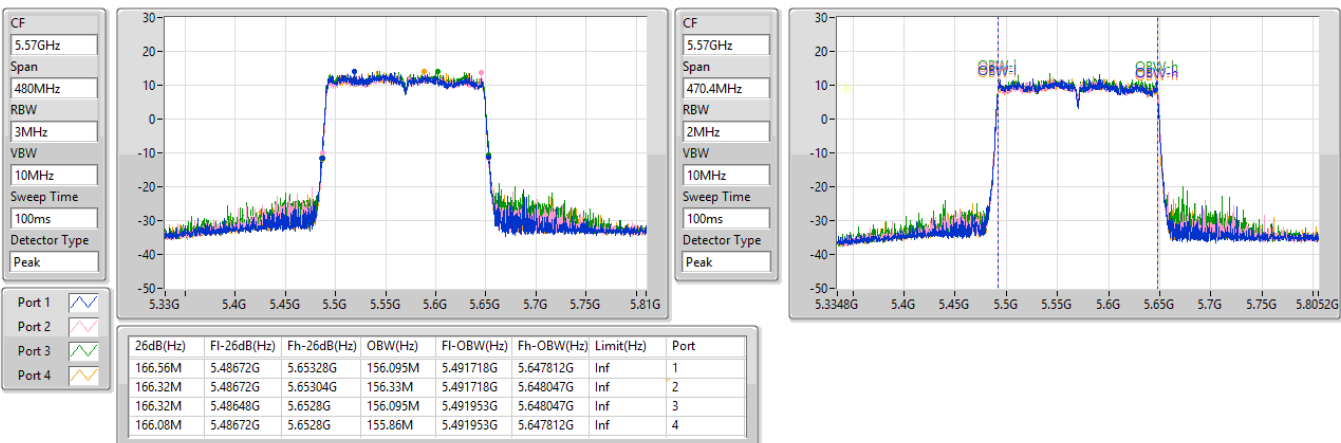 CF
5.57GHz
Span
480MHz
RBW
3MHz
VBW
10MHz
Sweep Time
100ms
Detector Type
Peak
30
20
10
0
-10
-20
-30
-40
-50
5.33G 5.4G 5.45G 5.5G 5.55G 5.6G 5.65G 5.7G 5.75G 5.81G
CF
5.57GHz
Span
470.4MHz
RBW
2MHz
VBW
10MHz
Sweep Time
100ms
Detector Type
Peak
30
20
10
0
-10
-20
-30
-40
-50
OBW-l OBW-h
5.3348G 5.4G 5.45G 5.5G 5.55G 5.6G 5.65G 5.7G 5.75G 5.8052G
Port 1
Port 2
Port 3
Port 4
26dB(Hz) Fl-26dB(Hz) Fh-26dB(Hz) OBW(Hz) Fl-OBW(Hz) Fh-OBW(Hz) Limit(Hz) Port
166.56M 5.48672G 5.65328G 156.095M 5.491718G 5.647812G Inf 1
166.32M 5.48672G 5.65304G 156.33M 5.491718G 5.648047G Inf 2
166.32M 5.48648G 5.6528G 156.095M 5.491953G 5.648047G Inf 3
166.08M 5.48672G 5.6528G 155.86M 5.491953G 5.647812G Inf 4